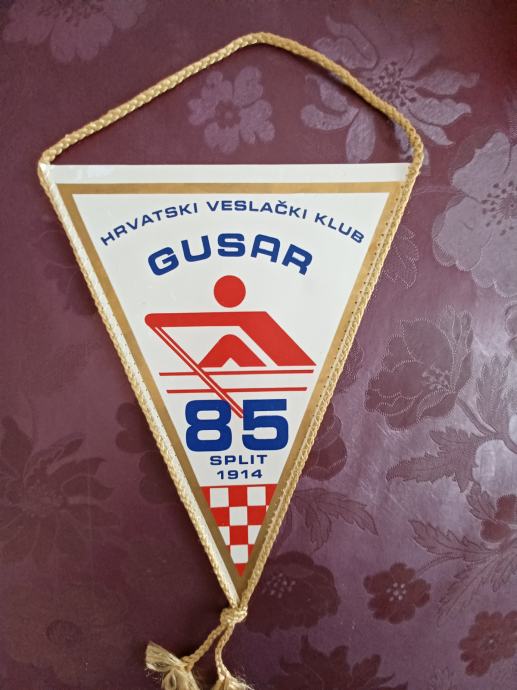 HRVATSKI VESLAČKI KLUB
GUSAR
85
SPLIT
1914